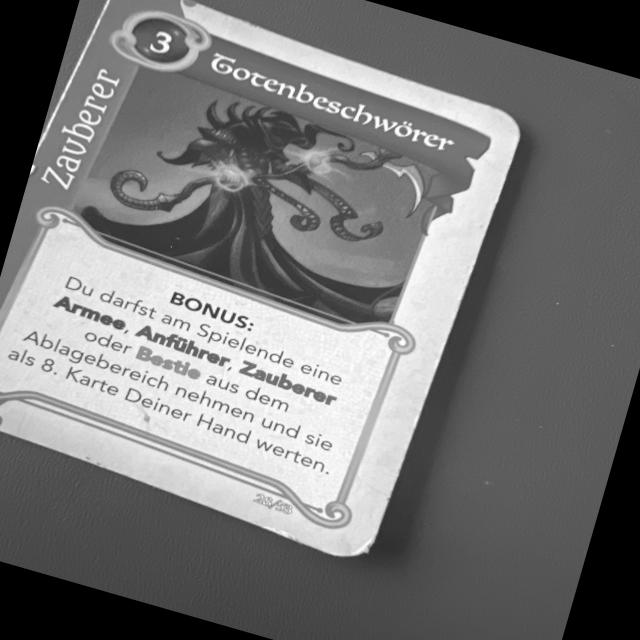 3
Totenbeschwörer
Zauberer
BONUS:
Du darfst am Spielende eine
Armee, Anführer, Zauberer
oder Bestie aus dem
Ablagebereich nehmen und sie
als 8. Karte Deiner Hand werten.